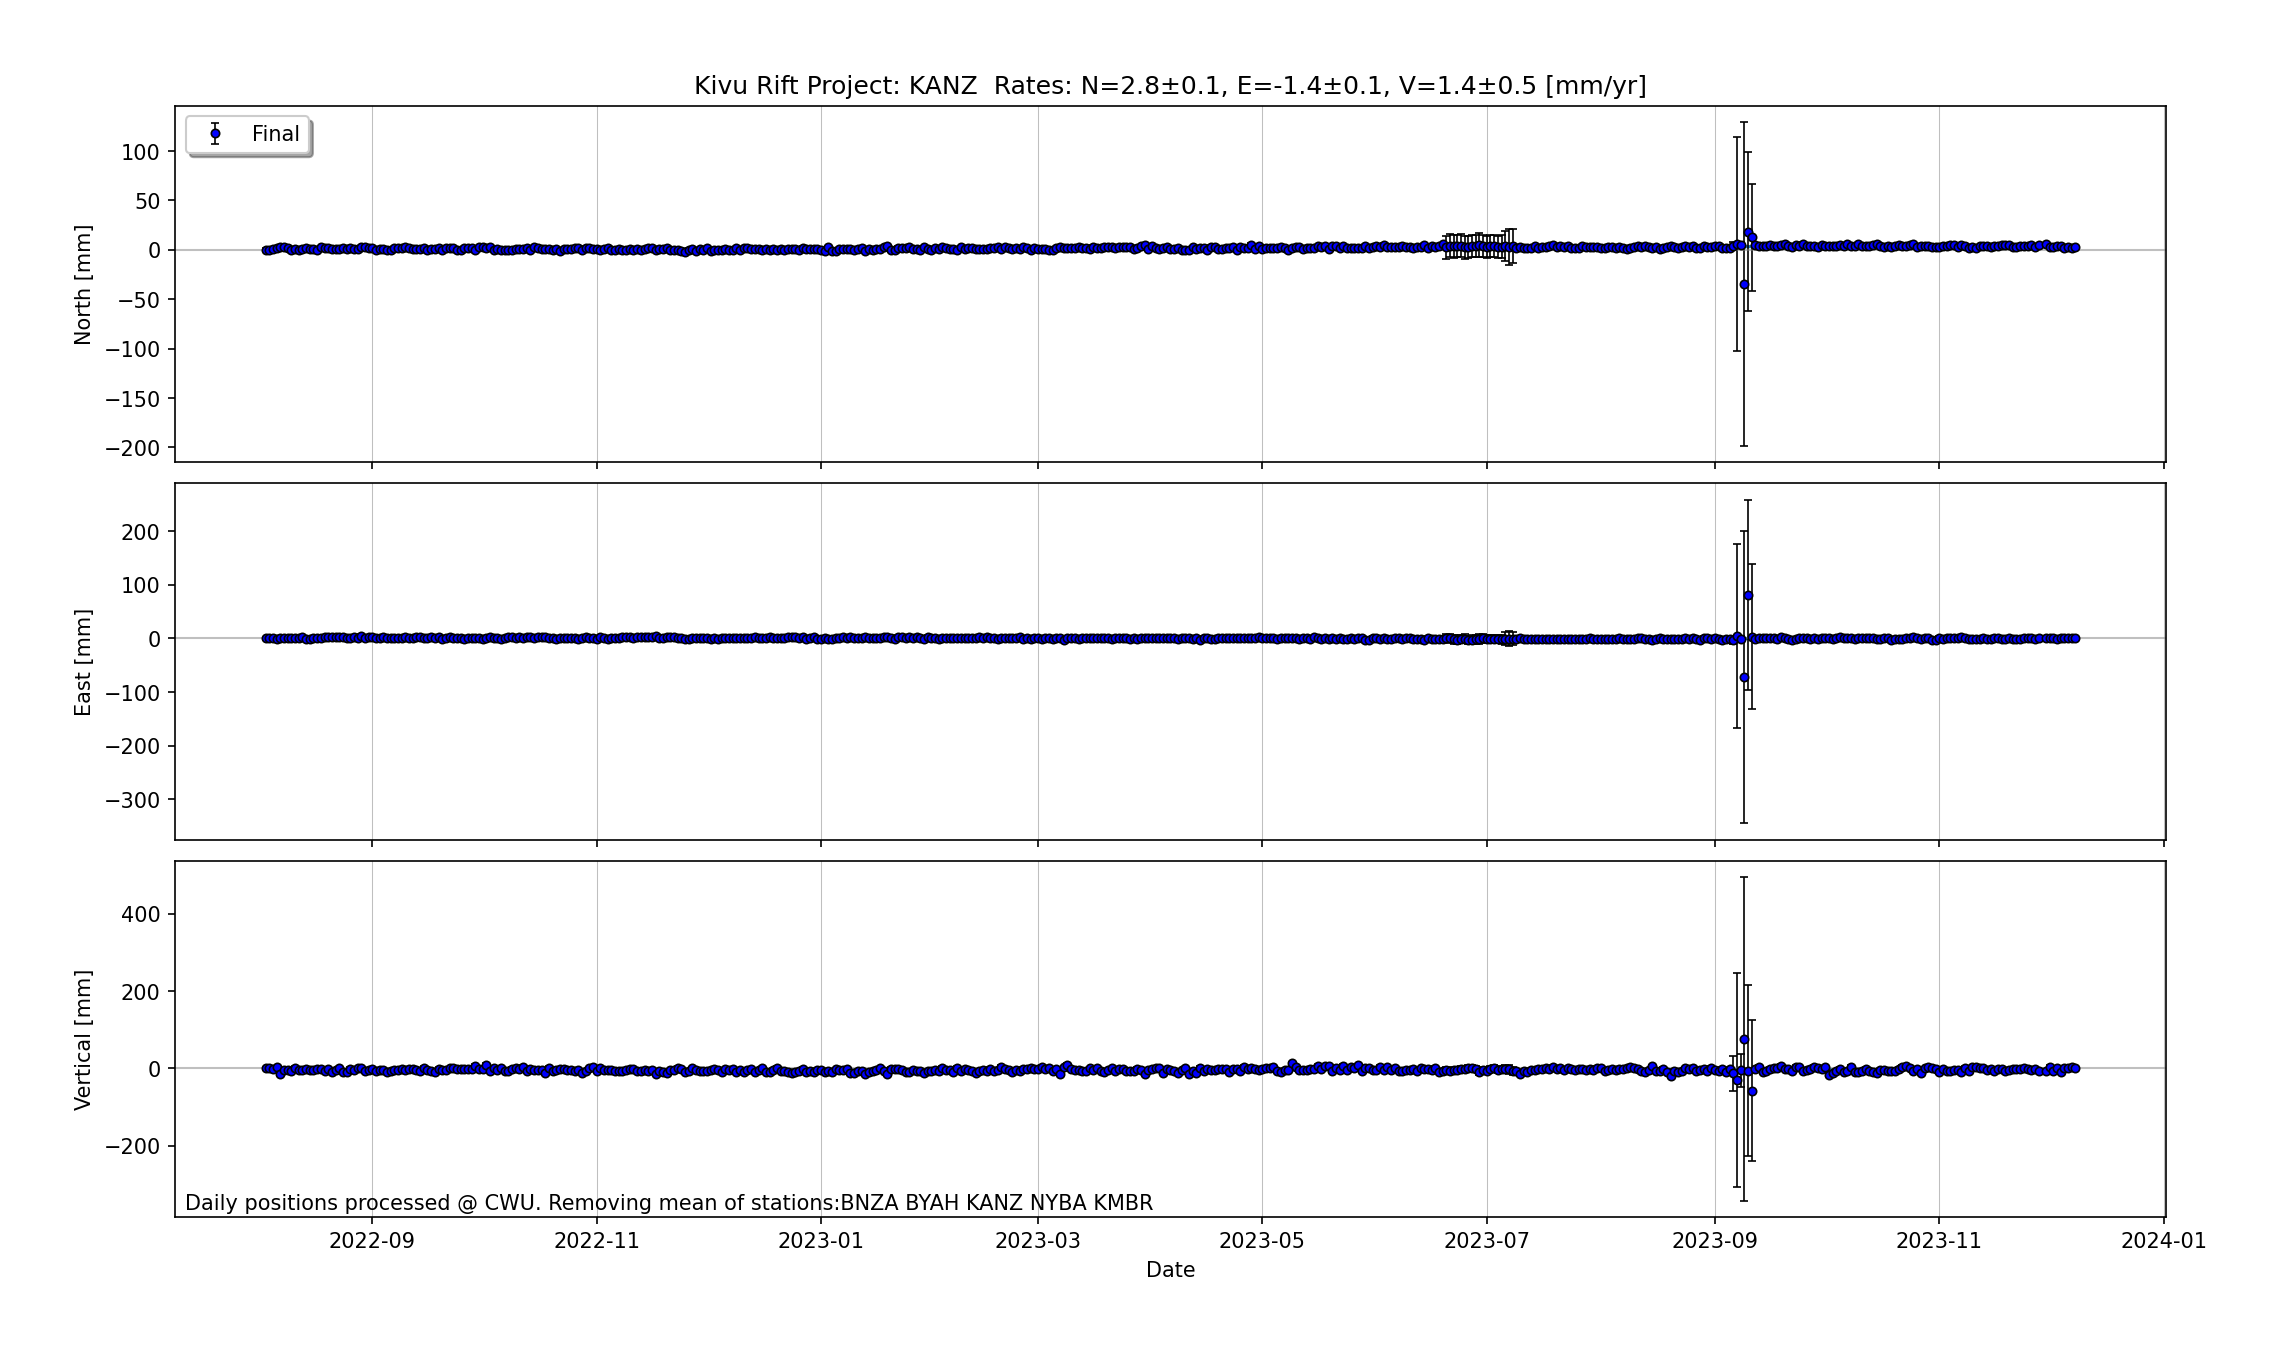 Kivu Rift Project: KANZ  Rates: N=2.8±0.1, E=-1.4±0.1, V=1.4±0.5 [mm/yr]
Final
North [mm]
100
50
0
−50
−100
−150
−200
East [mm]
200
100
0
−100
−200
−300
Vertical [mm]
400
200
0
−200
Daily positions processed @ CWU. Removing mean of stations:BNZA BYAH KANZ NYBA KMBR
2022-09 2022-11 2023-01 2023-03 2023-05 2023-07 2023-09 2023-11 2024-01
Date